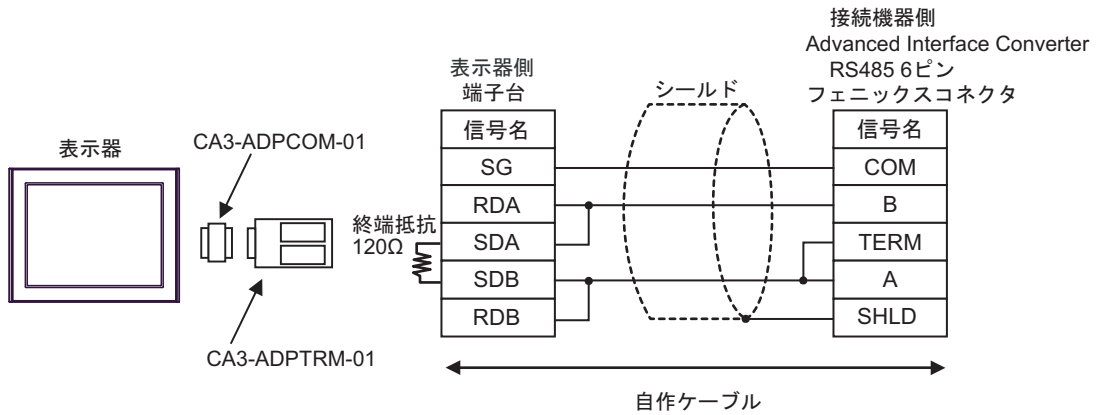 接続機器側
Advanced Interface Converter
RS485 6ピン
フェニックスコネクタ
表示器側
端子台
シールド
表示器
CA3-ADPCOM-01
CA3-ADPTRM-01
終端抵抗
120Ω
信号名
SG
RDA
SDA
SDB
RDB
信号名
COM
B
TERM
A
SHLD
自作ケーブル